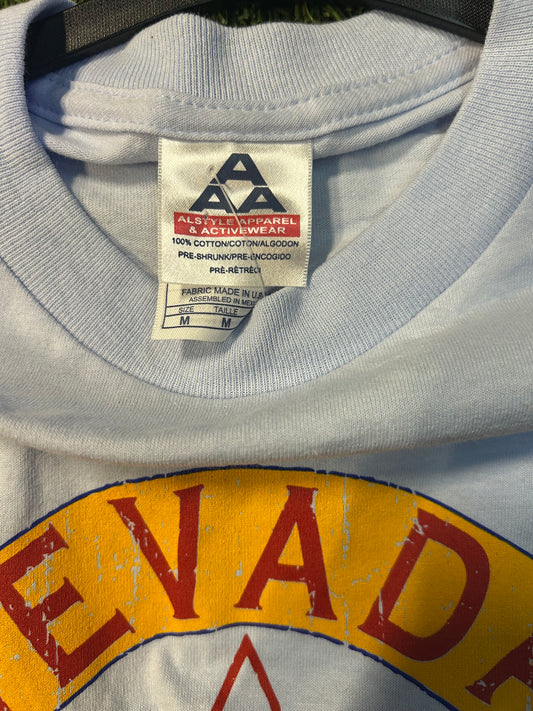 AAA
ALSTYLE APPAREL
& ACTIVEWEAR
100% COTTON/COTON/ALGODON
PRE-SHRUNK/PRE-ENCOGIDO
PRÉ-RÉTRÉCI
FABRIC MADE IN U.S.
ASSEMBLED IN MEX
SIZE TAILLE
M M
EVADA